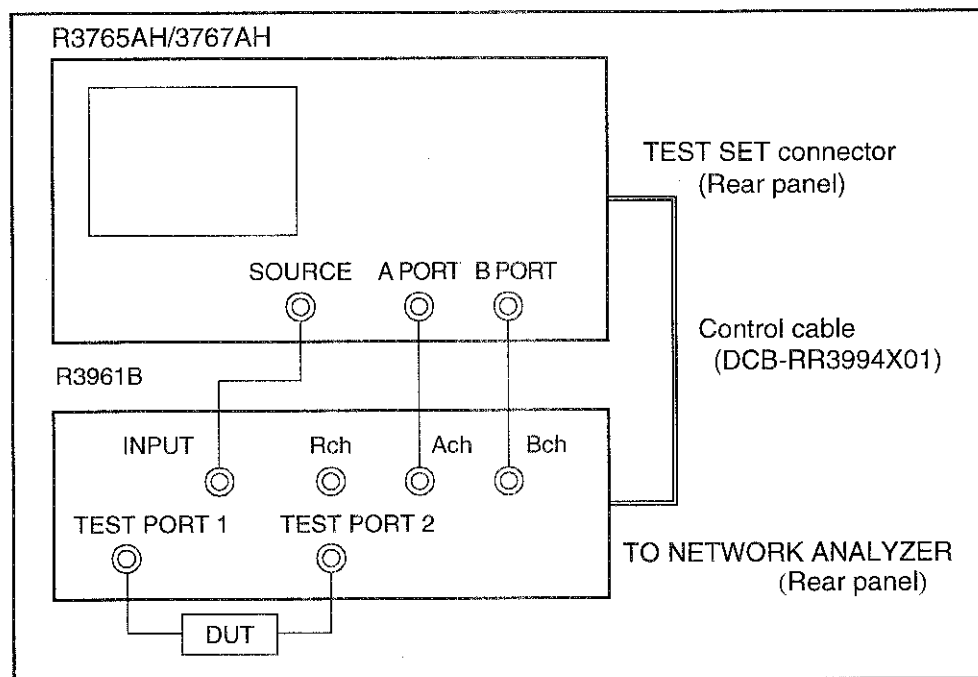 R3765AH/3767AH
TEST SET connector
(Rear panel)
SOURCE A PORT B PORT
Control cable
(DCB-RR3994X01)
R3961B
INPUT Rch Ach Bch
TEST PORT 1 TEST PORT 2
TO NETWORK ANALYZER
(Rear panel)
DUT